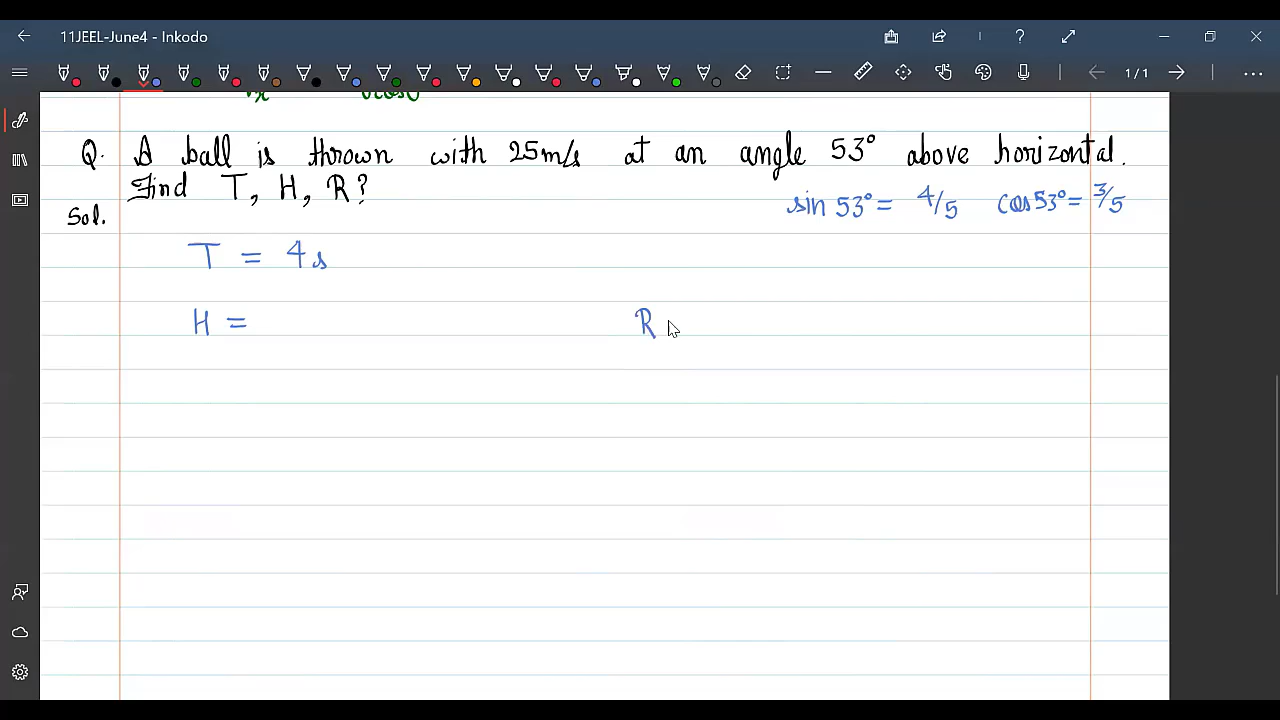 11JEEL-June4 - Inkodo
1/1
Q. A ball is thrown with 25m/s at an angle 53° above horizontal.
Find T, H, R?
sin 53° = 4/5 cos 53° = 3/5
Sol.
T = 4 s
H =
R